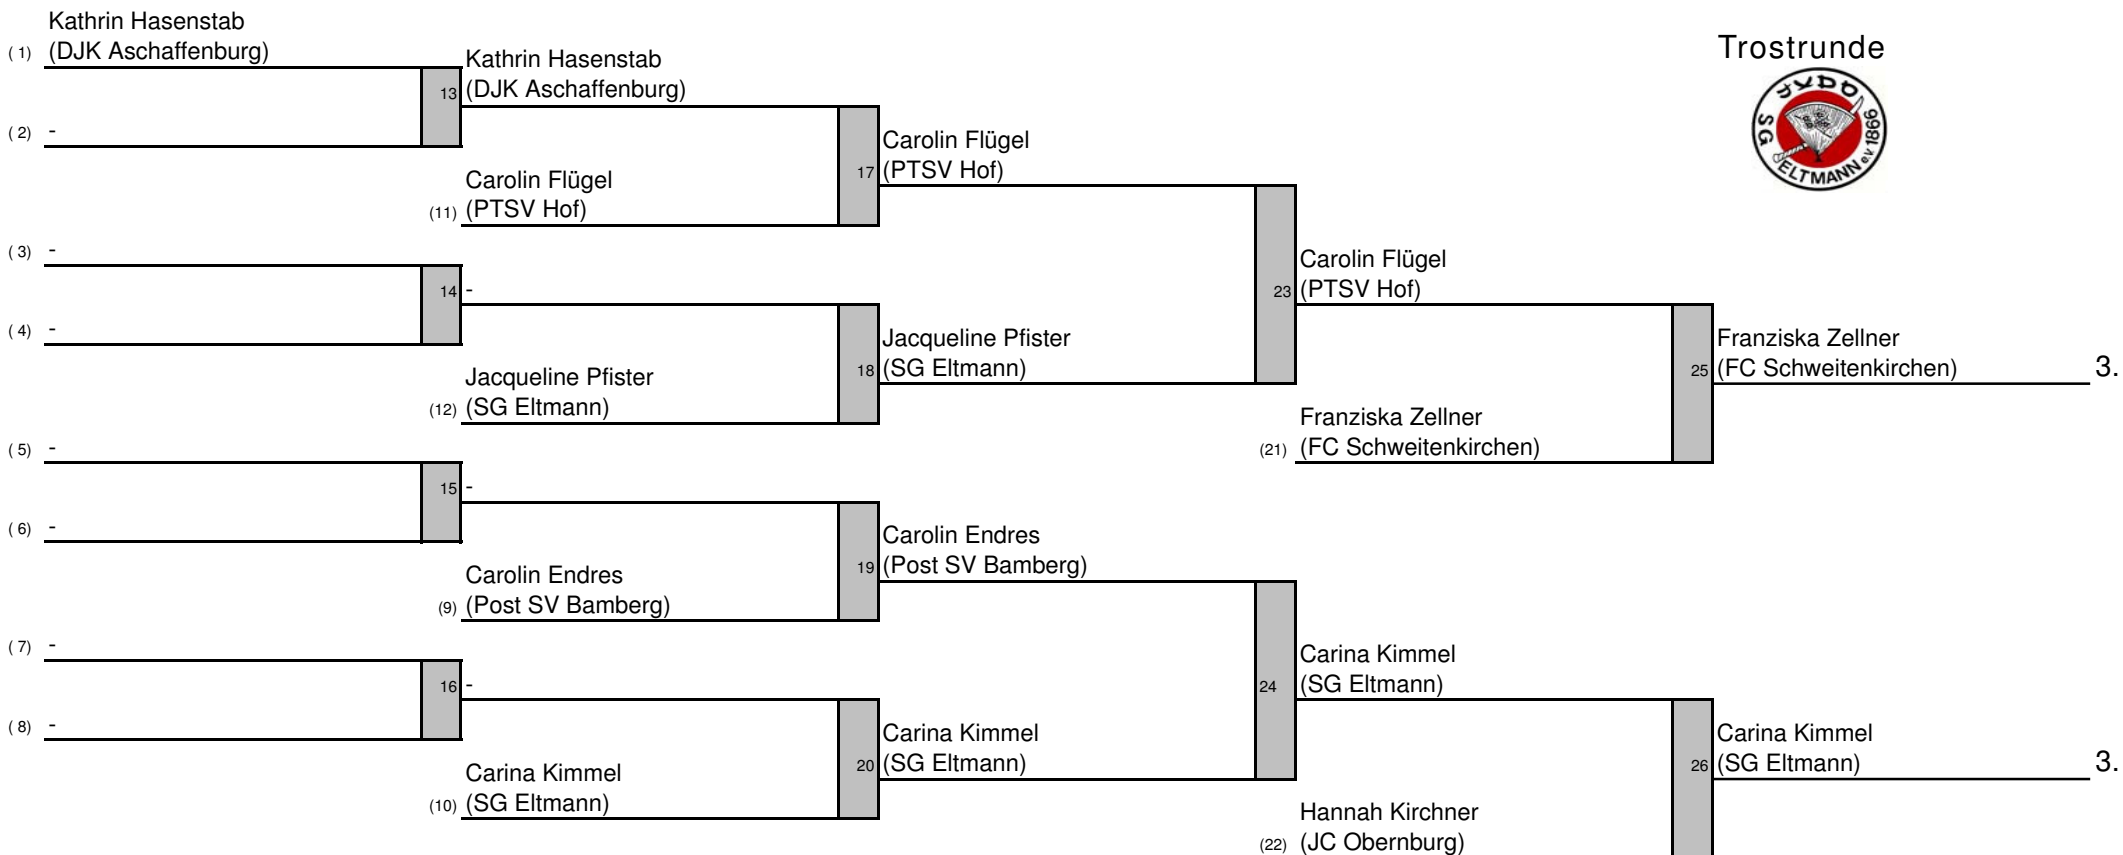 Kathrin Hasenstab
( 1) (DJK Aschaffenburg)
( 2) -
( 3) -
( 4) -
( 5) -
( 6) -
( 7) -
( 8) -
13 Kathrin Hasenstab
(DJK Aschaffenburg)
Carolin Flügel
(11) (PTSV Hof)
14 -
Jacqueline Pfister
(12) (SG Eltmann)
15 -
Carolin Endres
(9) (Post SV Bamberg)
16 -
Carina Kimmel
(10) (SG Eltmann)
Carolin Flügel
17 (PTSV Hof)
Jacqueline Pfister
18 (SG Eltmann)
Carolin Endres
19 (Post SV Bamberg)
Carina Kimmel
20 (SG Eltmann)
Carolin Flügel
23 (PTSV Hof)
Franziska Zellner
(21) (FC Schweitenkirchen)
Carina Kimmel
24 (SG Eltmann)
Hannah Kirchner
(22) (JC Obernburg)
Trostrunde
JUDO
SG ELTMANN e.V. 1866
Franziska Zellner
25 (FC Schweitenkirchen) 3.
Carina Kimmel
26 (SG Eltmann) 3.